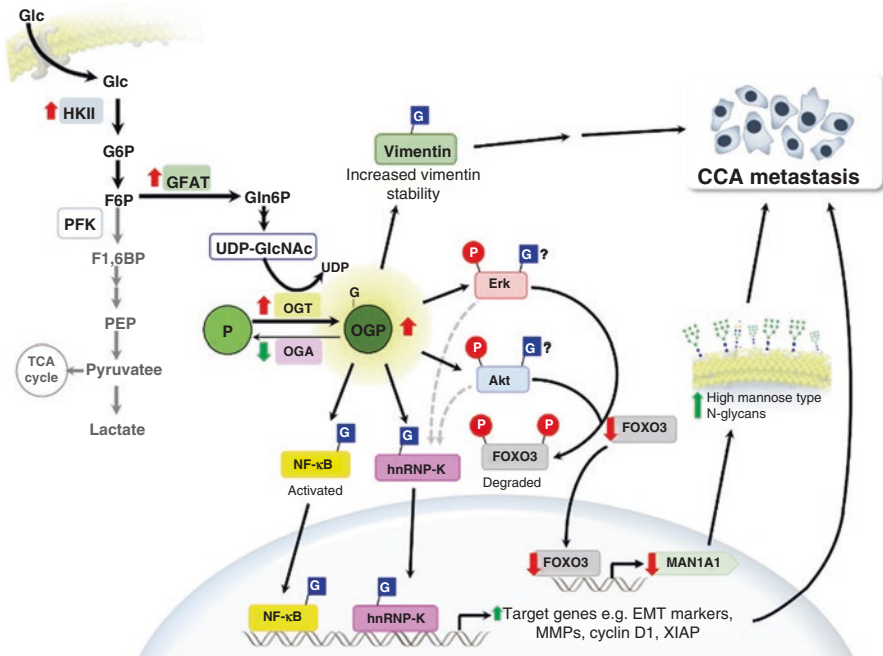 Glc
Glc
HKII
G6P
GFAT
F6P
Gln6P
PFK
UDP-GlcNAc
F1,6BP
UDP
PEP
TCA
cycle
Pyruvatee
Lactate
G
Vimentin
Increased vimentin
stability
CCA metastasis
P
OGT
OGA
G
OGP
P
G
?
Erk
P
G
?
Akt
P
P
FOXO3
Degraded
FOXO3
G
NF-κB
Activated
G
hnRNP-K
High mannose type
N-glycans
FOXO3
MAN1A1
G
NF-κB
G
hnRNP-K
Target genes e.g. EMT markers,
MMPs, cyclin D1, XIAP